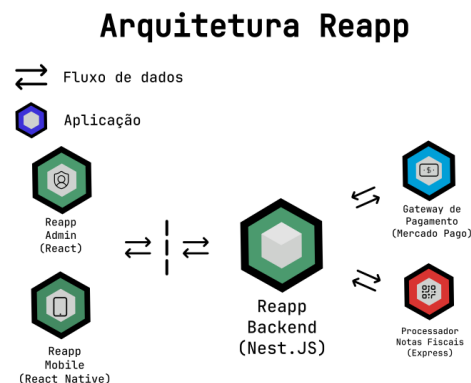 Arquitetura Reapp
Fluxo de dados
Aplicação
Reapp
Admin
(React)
Reapp
Mobile
(React Native)
Reapp
Backend
(Nest.JS)
Gateway de
Pagamento
(Mercado Pago)
Processador
Notas Fiscais
(Express)